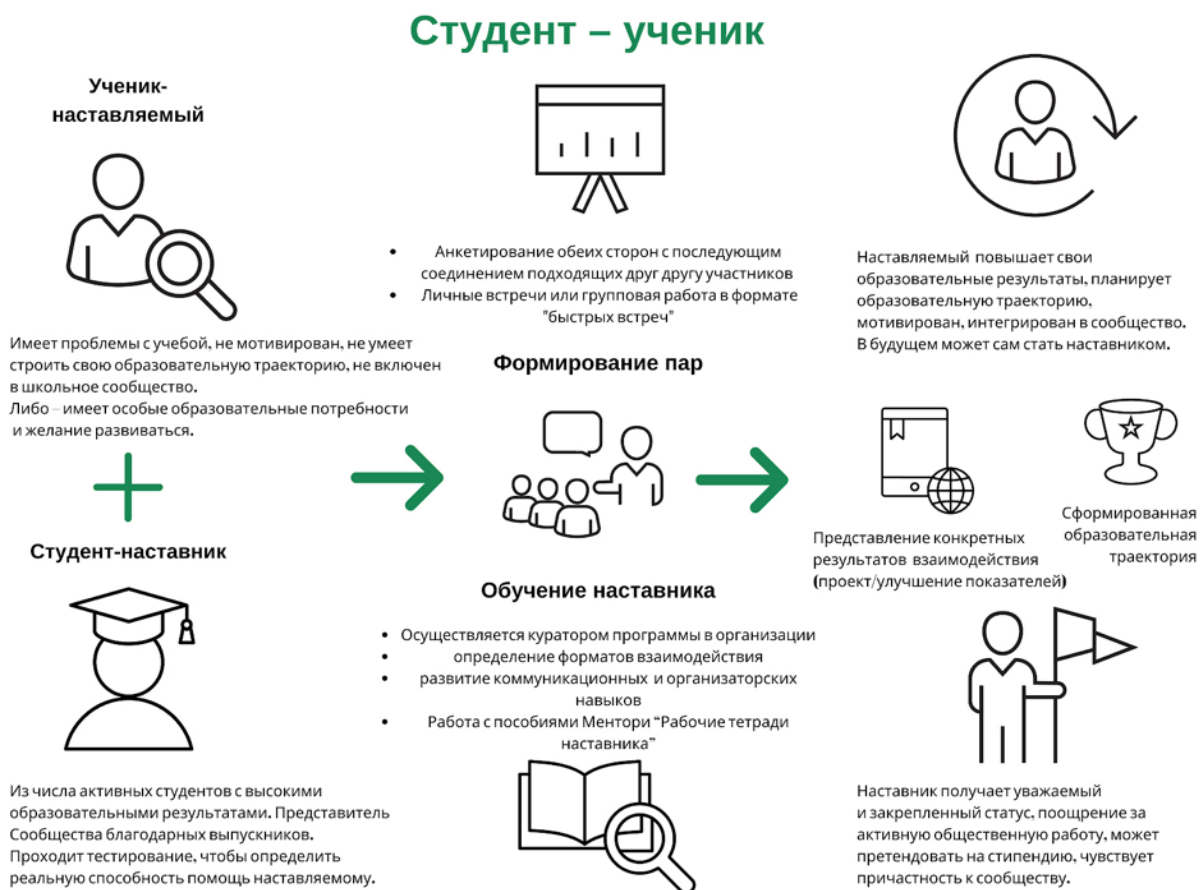 Студент – ученик
Ученик-
наставляемый
Имеет проблемы с учебой, не мотивирован, не умеет
строить свою образовательную траекторию, не включен
в школьное сообщество.
Либо – имеет особые образовательные потребности
и желание развиваться.
Студент-наставник
Из числа активных студентов с высокими
образовательными результатами. Представитель
Сообщества благодарных выпускников.
Проходит тестирование, чтобы определить
реальную способность помощь наставляемому.
• Анкетирование обеих сторон с последующим
соединением подходящих друг другу участников
• Личные встречи или групповая работа в формате
"быстрых встреч"
Формирование пар
Обучение наставника
• Осуществляется куратором программы в организации
• определение форматов взаимодействия
• развитие коммуникационных и организаторских
навыков
• Работа с пособиями Ментори “Рабочие тетради
наставника”
Наставляемый повышает свои
образовательные результаты, планирует
образовательную траекторию,
мотивирован, интегрирован в сообщество.
В будущем может сам стать наставником.
Представление конкретных
результатов взаимодействия
(проект/улучшение показателей)
Сформированная
образовательная
траектория
Наставник получает уважаемый
и закрепленный статус, поощрение за
активную общественную работу, может
претендовать на стипендию, чувствует
причастность к сообществу.